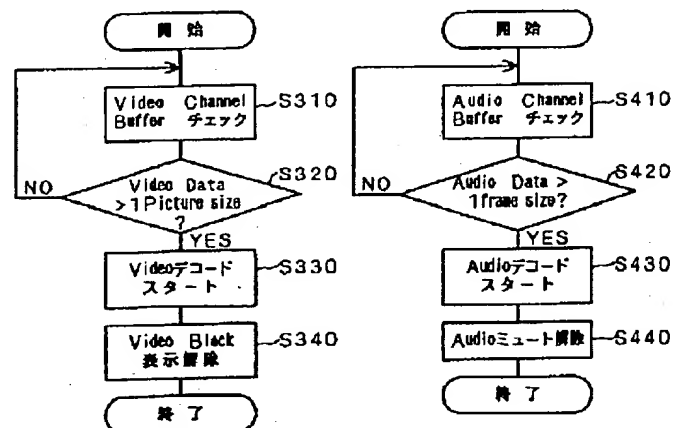 開始
Video Channel
Buffer チェック
S310
NO
Video Data
>1Picture size
?
S320
YES
Videoデコード
スタート
S330
Video Black
表示解除
S340
終了
開始
Audio Channel
Buffer チェック
S410
NO
Audio Data >
1frame size?
S420
YES
Audioデコード
スタート
S430
Audioミュート解除
S440
終了